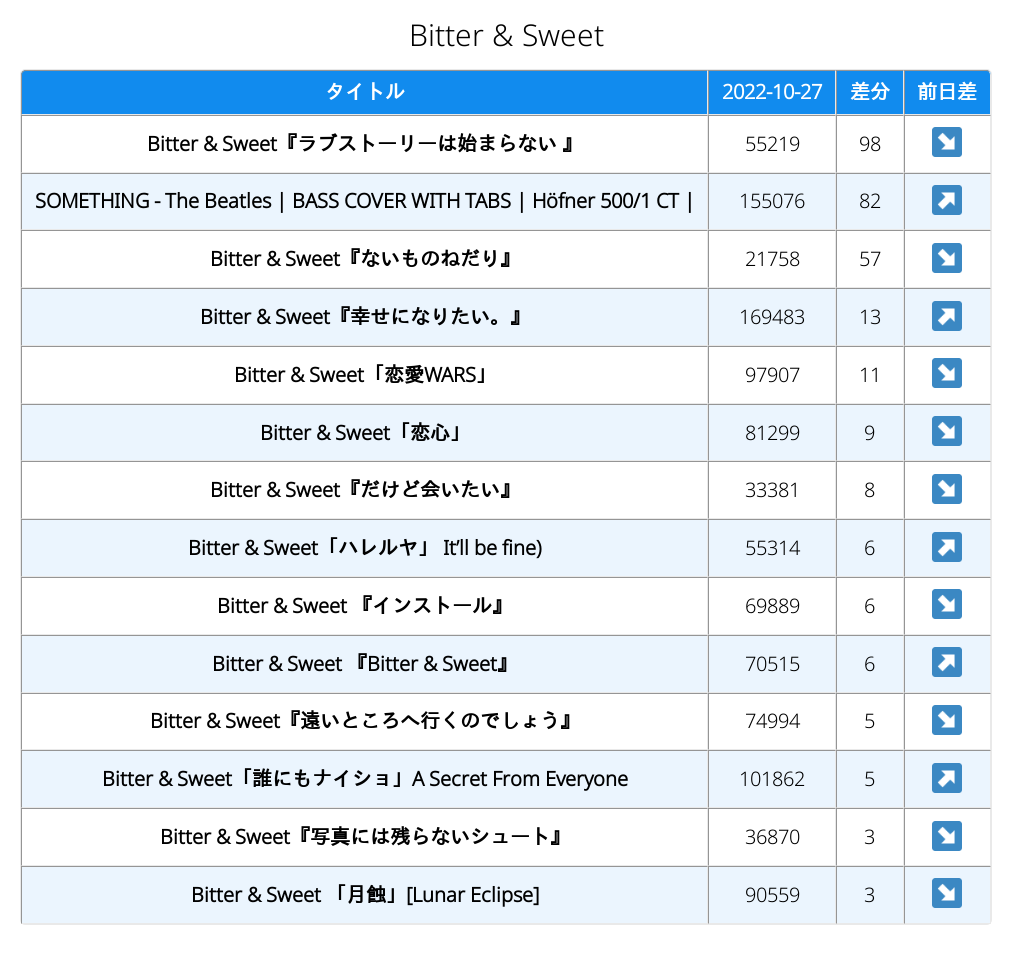 Bitter & Sweet
タイトル 2022-10-27 差分 前日差
Bitter & Sweet『ラブストーリーは始まらない 』 55219 98 ↘
SOMETHING - The Beatles | BASS COVER WITH TABS | Höfner 500/1 CT | 155076 82 ↗
Bitter & Sweet『ないものねだり』 21758 57 ↘
Bitter & Sweet『幸せになりたい。』 169483 13 ↗
Bitter & Sweet「恋愛WARS」 97907 11 ↘
Bitter & Sweet「恋心」 81299 9 ↘
Bitter & Sweet『だけど会いたい』 33381 8 ↘
Bitter & Sweet「ハレルヤ」 It’ll be fine) 55314 6 ↗
Bitter & Sweet 『インストール』 69889 6 ↘
Bitter & Sweet 『Bitter & Sweet』 70515 6 ↗
Bitter & Sweet『遠いところへ行くのでしょう』 74994 5 ↘
Bitter & Sweet「誰にもナイショ」A Secret From Everyone 101862 5 ↗
Bitter & Sweet『写真には残らないシュート』 36870 3 ↘
Bitter & Sweet 「月蝕」[Lunar Eclipse] 90559 3 ↘